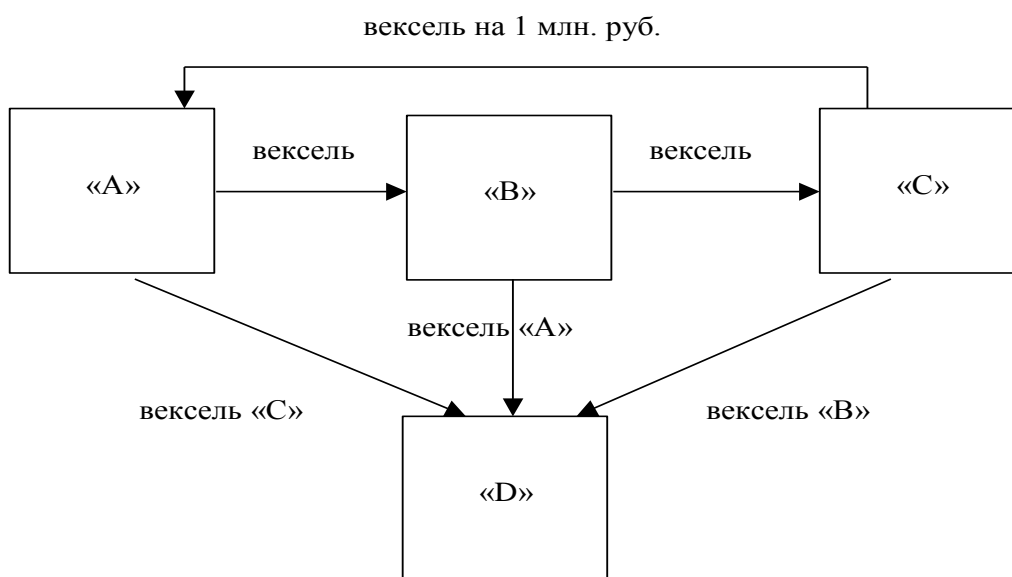 вексель на 1 млн. руб.
вексель
вексель
«А»
«В»
«С»
вексель «А»
вексель «С»
вексель «В»
«D»